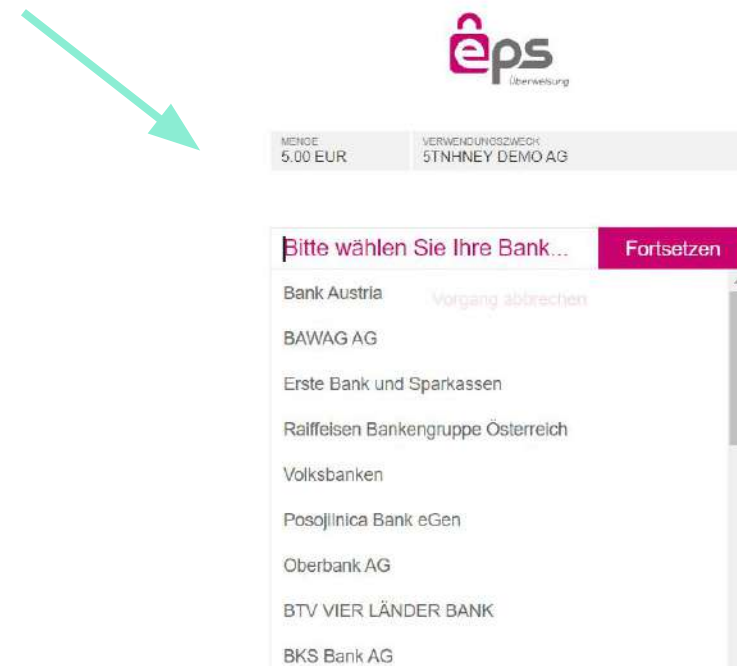 eps
Überweisung
MENGE VERWENDUNGSZWECK
5.00 EUR 5TNHNEY DEMO AG
Bitte wählen Sie Ihre Bank... Fortsetzen
Bank Austria
Vorgang abbrechen
BAWAG AG
Erste Bank und Sparkassen
Raiffeisen Bankengruppe Österreich
Volksbanken
Posojilnica Bank eGen
Oberbank AG
BTV VIER LÄNDER BANK
BKS Bank AG